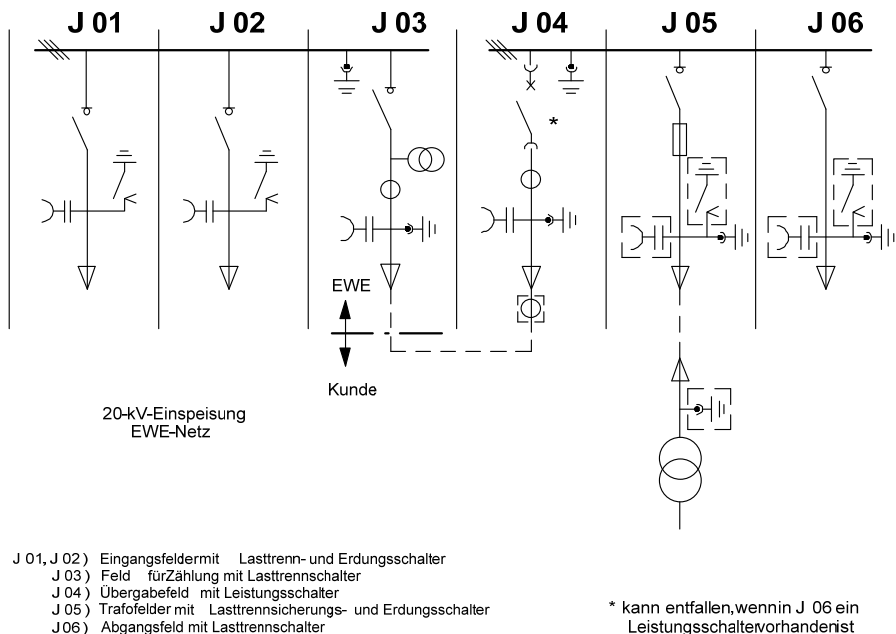 J 01 J 02 J 03 J 04 J 05 J 06
*
EWE
Kunde
20-kV-Einspeisung
EWE-Netz
J 01, J 02) Eingangsfeldermit Lasttrenn- und Erdungsschalter
J 03) Feld fürZählung mit Lasttrennschalter
J 04) Übergabefeld mit Leistungsschalter
J 05) Trafofelder mit Lasttrennsicherungs- und Erdungsschalter
J 06) Abgangsfeld mit Lasttrennschalter
* kann entfallen,wennin J 06 ein
Leistungsschaltervorhandenist